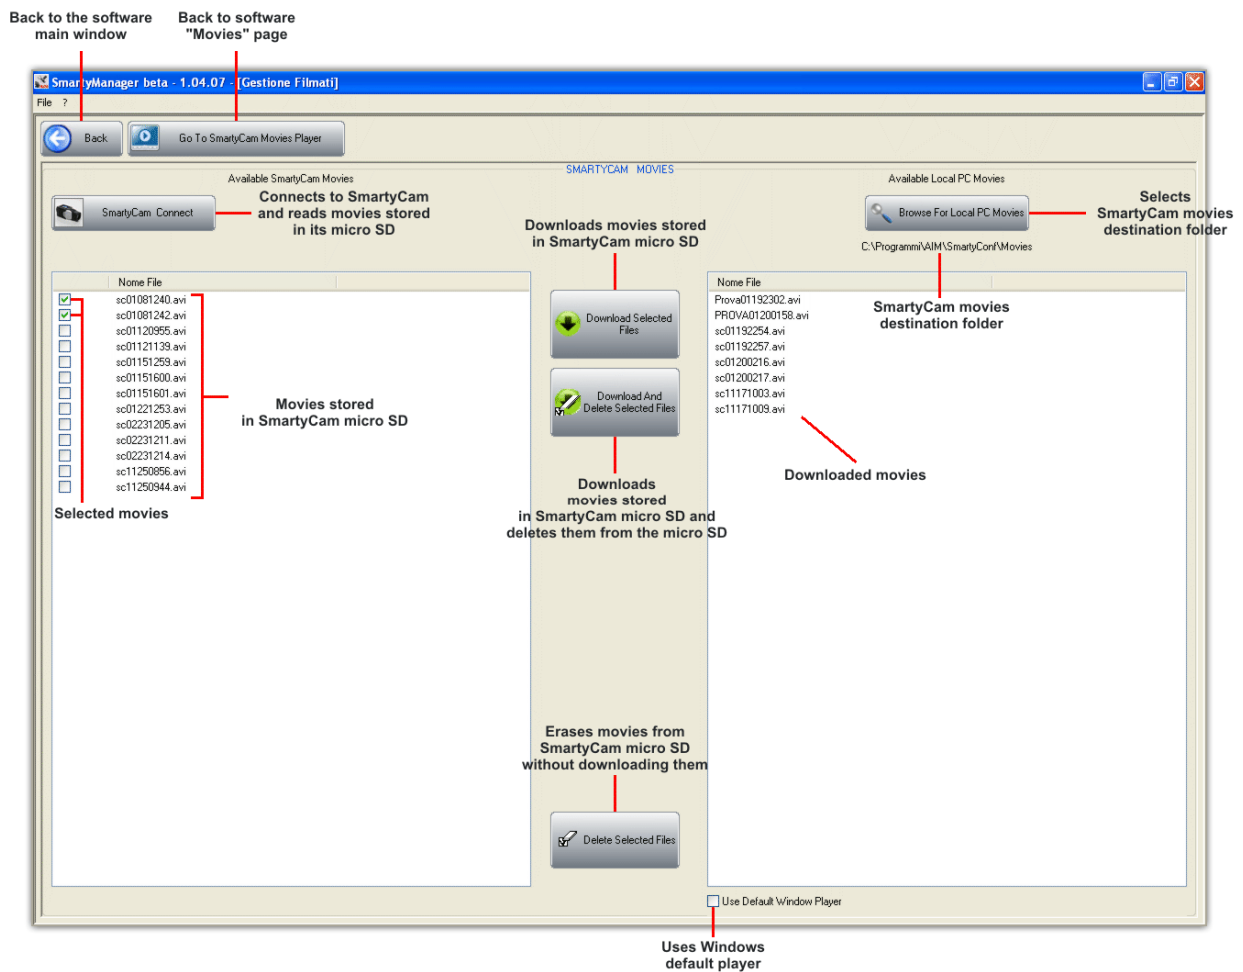 Back to the software
main window
Back to software
"Movies" page
SmartyManager beta - 1.04.07 - [Gestione Filmati]
File ?
Back
Go To SmartyCam Movies Player
SMARTYCAM MOVIES
Available SmartyCam Movies
SmartyCam Connect
Connects to SmartyCam
and reads movies stored
in its micro SD
Nome File
sc01081240.avi
sc01081242.avi
sc01120955.avi
sc01121139.avi
sc01151259.avi
sc01151600.avi
sc01151601.avi
sc01221253.avi
sc02231205.avi
sc02231211.avi
sc02231214.avi
sc11250856.avi
sc11250944.avi
Movies stored
in SmartyCam micro SD
Selected movies
Downloads movies stored
in SmartyCam micro SD
Download Selected
Files
Download And
Delete Selected Files
Downloads
movies stored
in SmartyCam micro SD and
deletes them from the micro SD
Erases movies from
SmartyCam micro SD
without downloading them
Delete Selected Files
Available Local PC Movies
Browse For Local PC Movies
Selects
SmartyCam movies
destination folder
C:\Programmi\AIM\SmartyConf\Movies
SmartyCam movies
destination folder
Nome File
Prova01192302.avi
PROVA01200158.avi
sc01192254.avi
sc01192257.avi
sc01200216.avi
sc01200217.avi
sc11171003.avi
sc11171009.avi
Downloaded movies
Use Default Window Player
Uses Windows
default player